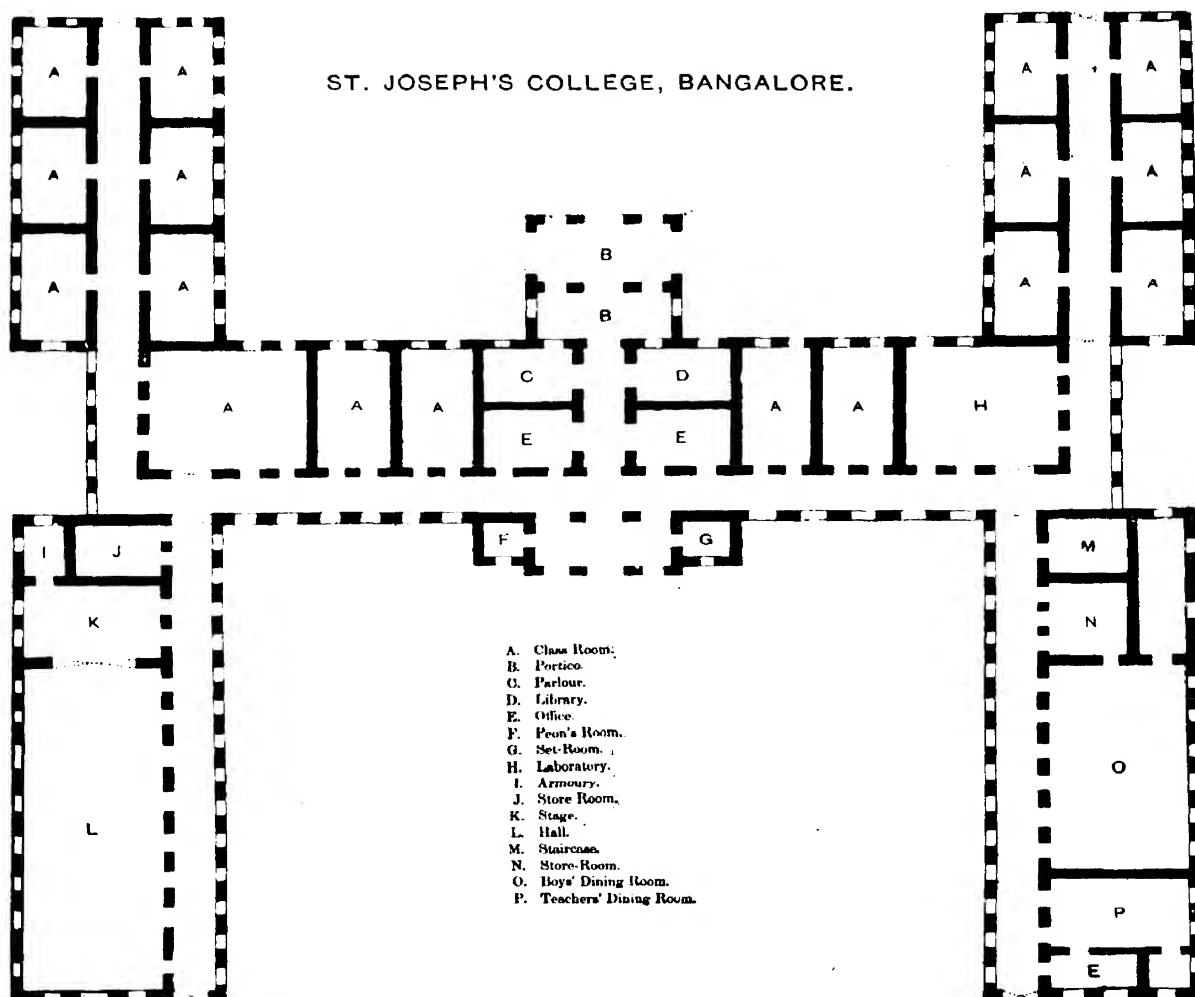 ST. JOSEPH'S COLLEGE, BANGALORE.
A
A
A
A
A
A
A
A
B
A
A
A
A
B
C
D
A
A
A
A
A
H
E
E
F
G
I
J
M
K
N
A. Class Room.
B. Portico.
C. Parlour.
D. Library.
E. Office.
F. Peon's Room.
G. Set-Room.
H. Laboratory.
I. Armoury.
J. Store Room.
K. Stage.
L. Hall.
M. Staircase.
N. Store-Room.
O. Boys' Dining Room.
P. Teachers' Dining Room.
O
L
P
E